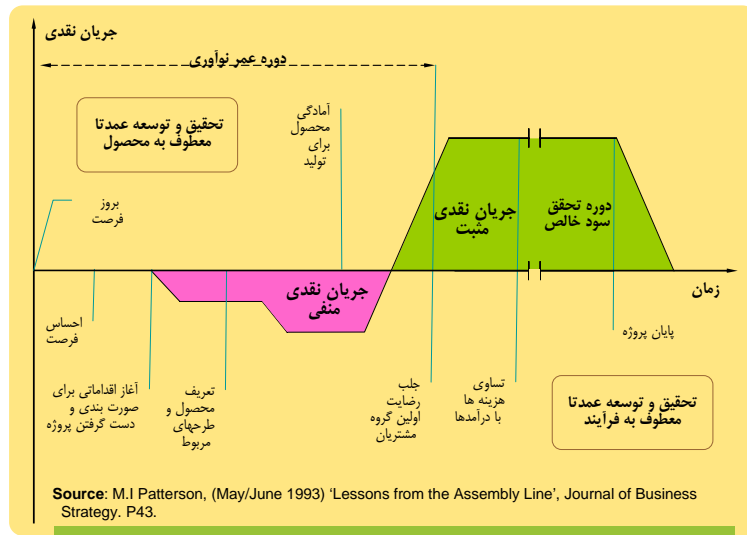 جریان نقدی
دوره عمر نوآوری
تحقیق و توسعه عمدتا
معطوف به محصول
آمادگی
محصول
برای
تولید
بروز
فرصت
جریان نقدی
مثبت
دوره تحقق
سود خالص
زمان
جریان نقدی
منفی
احساس
فرصت
پایان پروژه
آغاز اقداماتی برای
صورت بندی و
دست گرفتن پروژه
تعریف
محصول و
طرحهای
مربوط
جلب
رضایت
اولین گروه
مشتریان
تساوی
هزینه ها
با درآمدها
تحقیق و توسعه عمدتا
معطوف به فرآیند
Source: M.I Patterson, (May/June 1993) ‘Lessons from the Assembly Line’, Journal of Business
Strategy. P43.